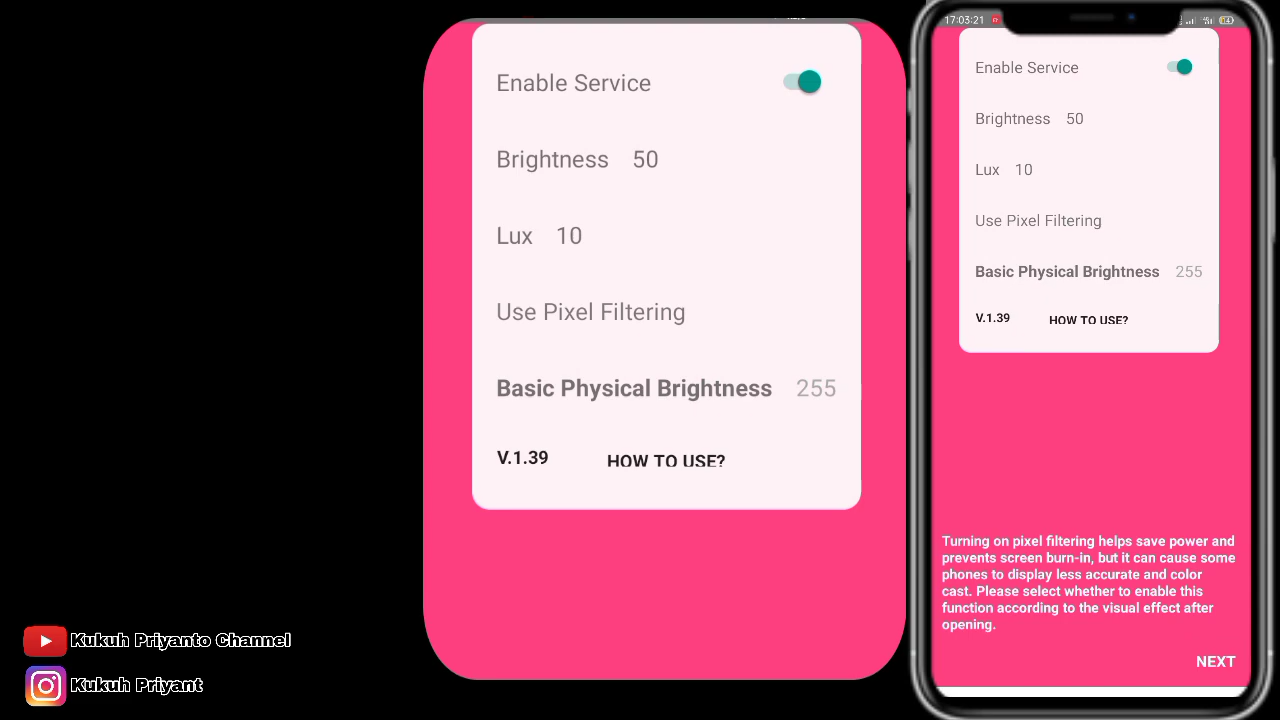 Enable Service
Brightness 50
Lux 10
Use Pixel Filtering
Basic Physical Brightness 255
V.1.39 HOW TO USE?
Kukuh Priyanto Channel
Kukuh Priyant
17:03:21
Enable Service
Brightness 50
Lux 10
Use Pixel Filtering
Basic Physical Brightness 255
V.1.39 HOW TO USE?
Turning on pixel filtering helps save power and
prevents screen burn-in, but it can cause some
phones to display less accurate and color
cast. Please select whether to enable this
function according to the visual effect after
opening.
NEXT